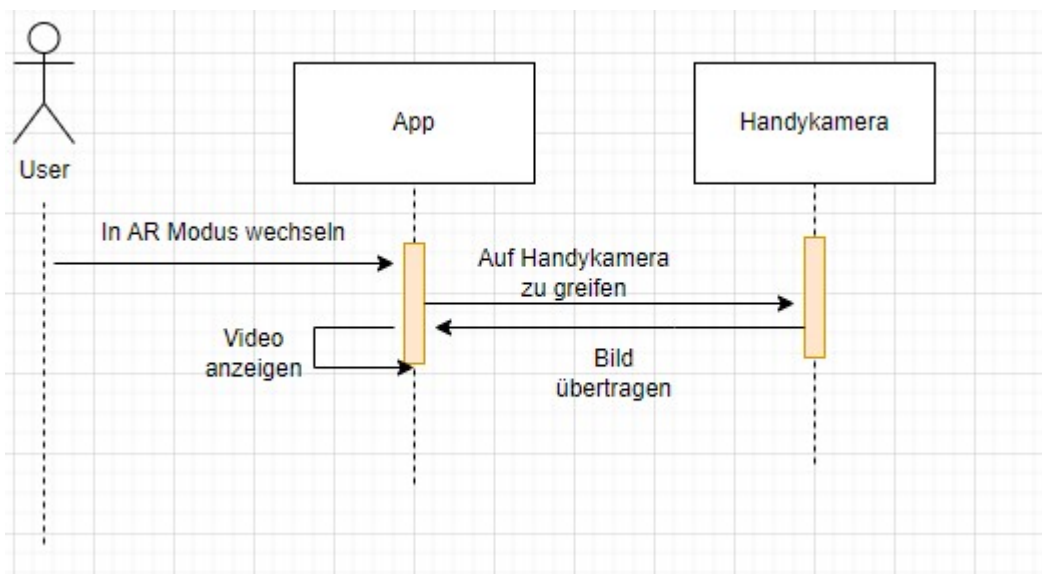 App
Handykamera
User
In AR Modus wechseln
Auf Handykamera
zu greifen
Video
anzeigen
Bild
übertragen